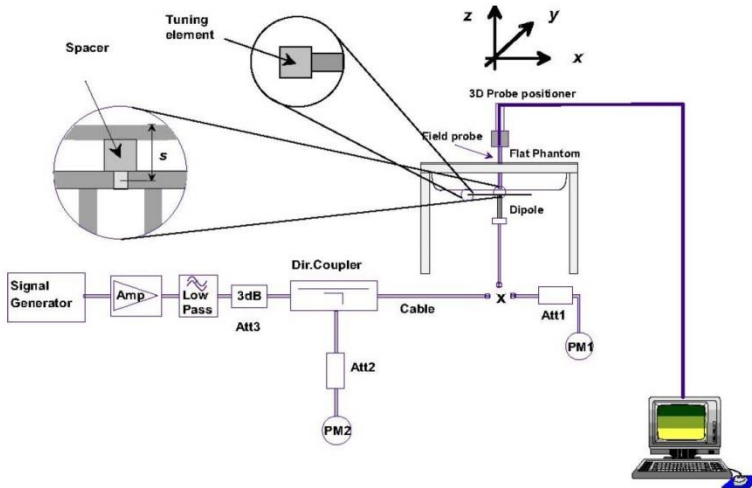 Tuning
element
Spacer
s
z
y
x
3D Probe positioner
Field probe
Flat Phantom
Dipole
Signal
Generator
Amp
Low
Pass
3dB
Att3
Dir.Coupler
Cable
x
Att1
PM1
Att2
PM2